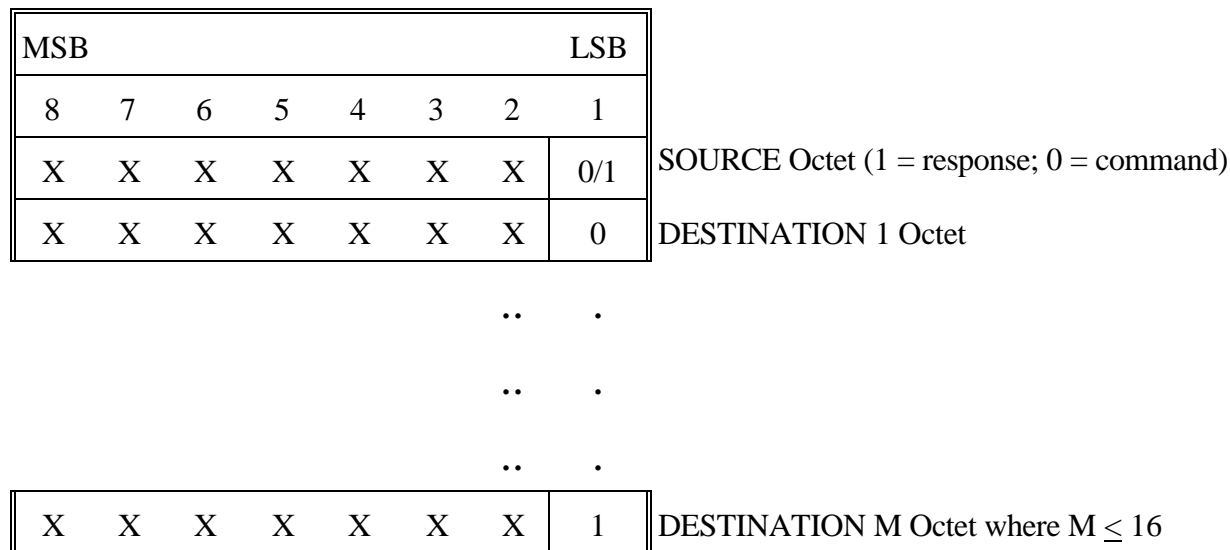 MSB LSB
8 7 6 5 4 3 2 1
X X X X X X X 0/1 SOURCE Octet (1 = response; 0 = command)
X X X X X X X 0 DESTINATION 1 Octet
.. .
.. .
.. .
X X X X X X X 1 DESTINATION M Octet where M ≤ 16